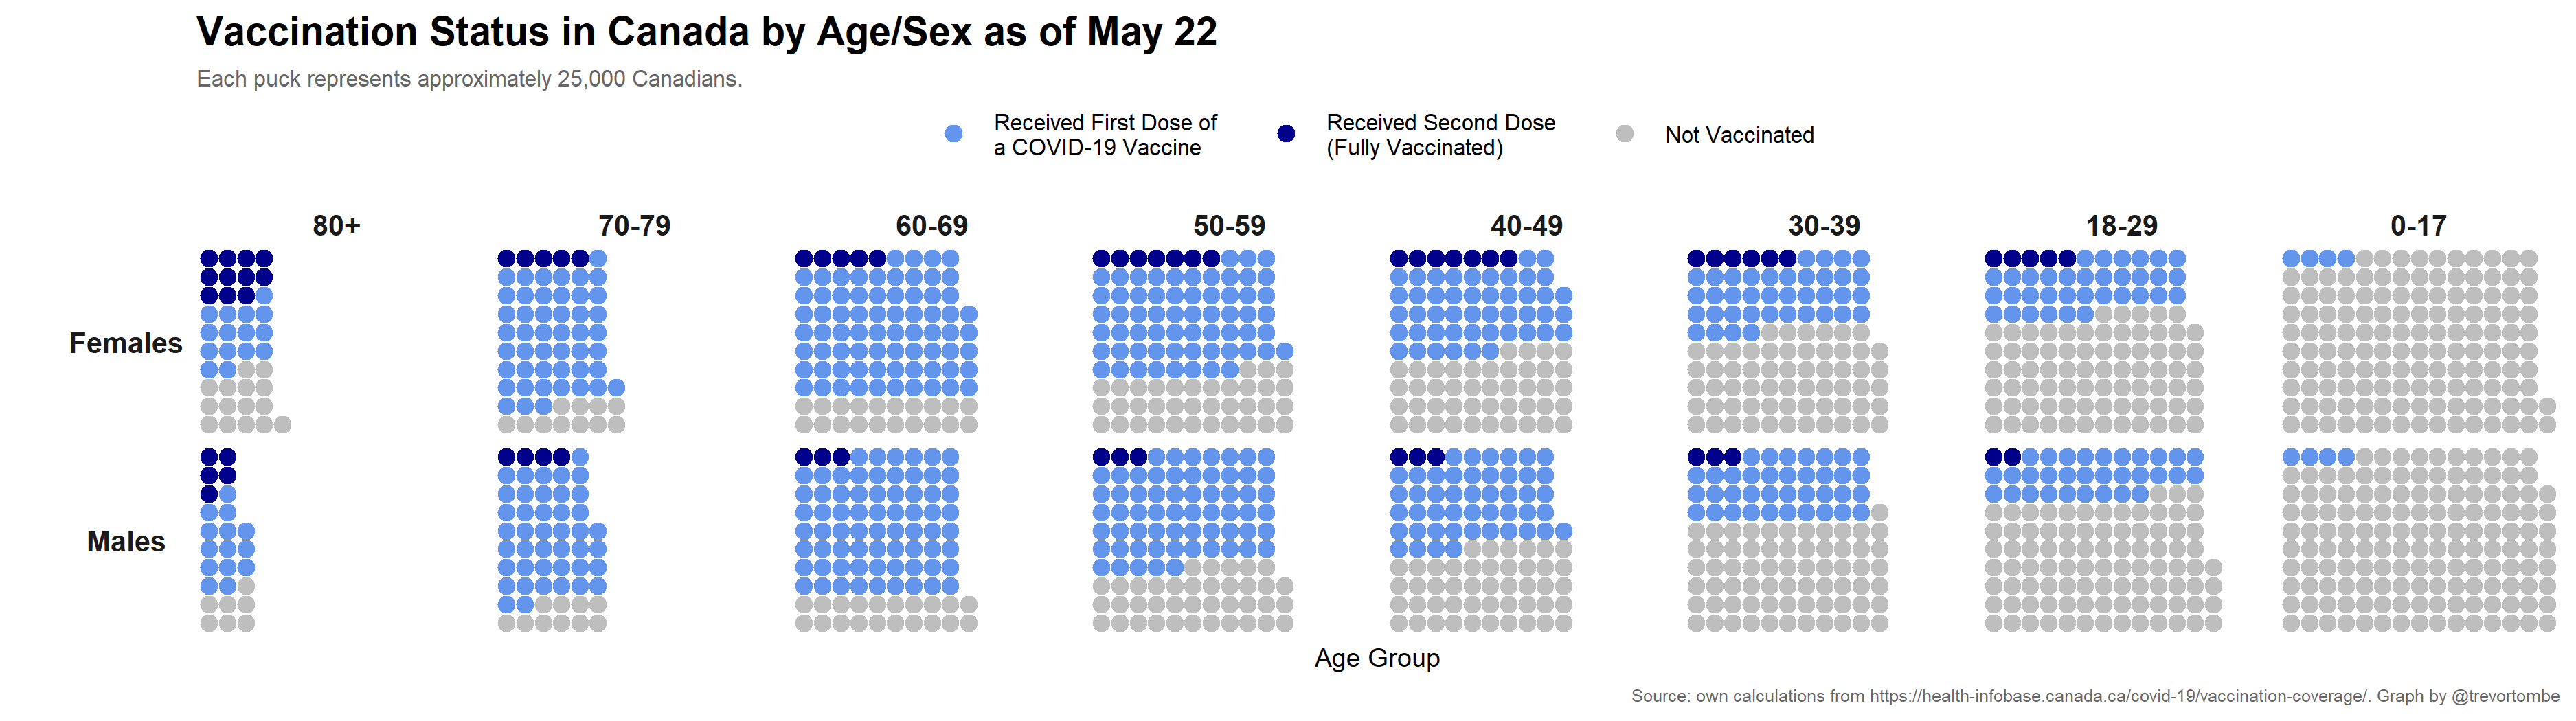 Vaccination Status in Canada by Age/Sex as of May 22
Each puck represents approximately 25,000 Canadians.
Received First Dose of
a COVID-19 Vaccine
Received Second Dose
(Fully Vaccinated)
Not Vaccinated
80+
70-79
60-69
50-59
40-49
30-39
18-29
0-17
Females
Males
Age Group
Source: own calculations from https://health-infobase.canada.ca/covid-19/vaccination-coverage/. Graph by @trevortombe